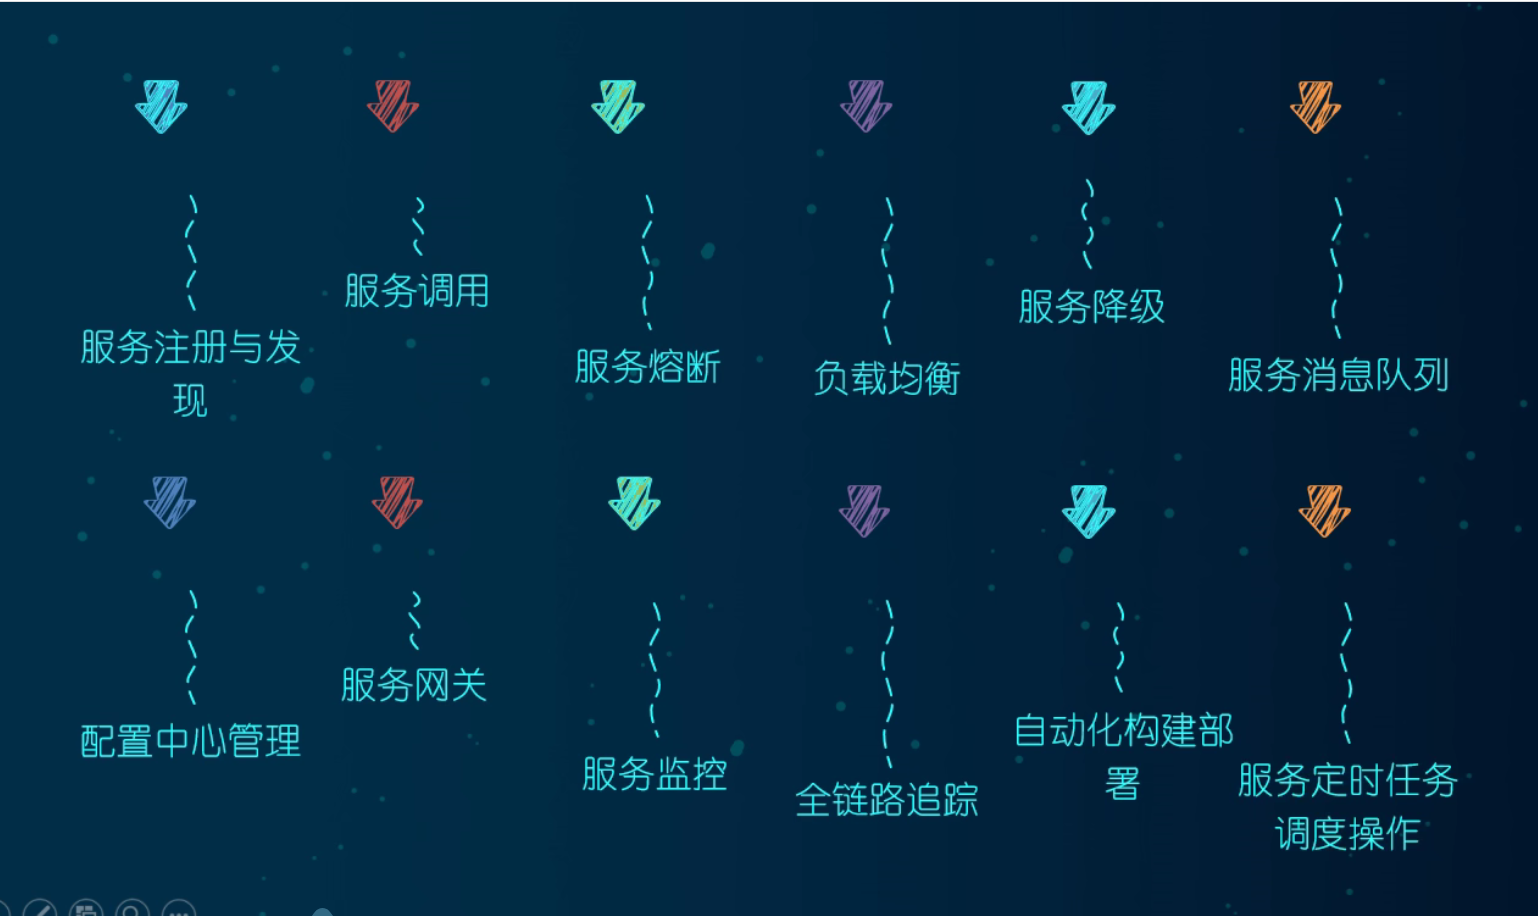 服务注册与发
现
服务调用
服务熔断
负载均衡
服务降级
服务消息队列
配置中心管理
服务网关
服务监控
全链路追踪
自动化构建部
署
服务定时任务
调度操作